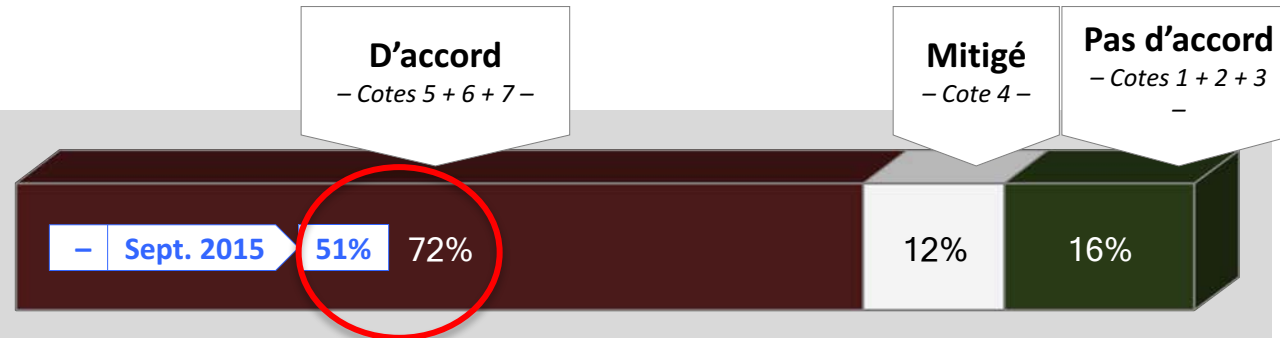 D'accord
– Cotes 5 + 6 + 7 –
Mitigé
– Cote 4 –
Pas d'accord
– Cotes 1 + 2 + 3
–
– Sept. 2015 51% 72%
12%
16%